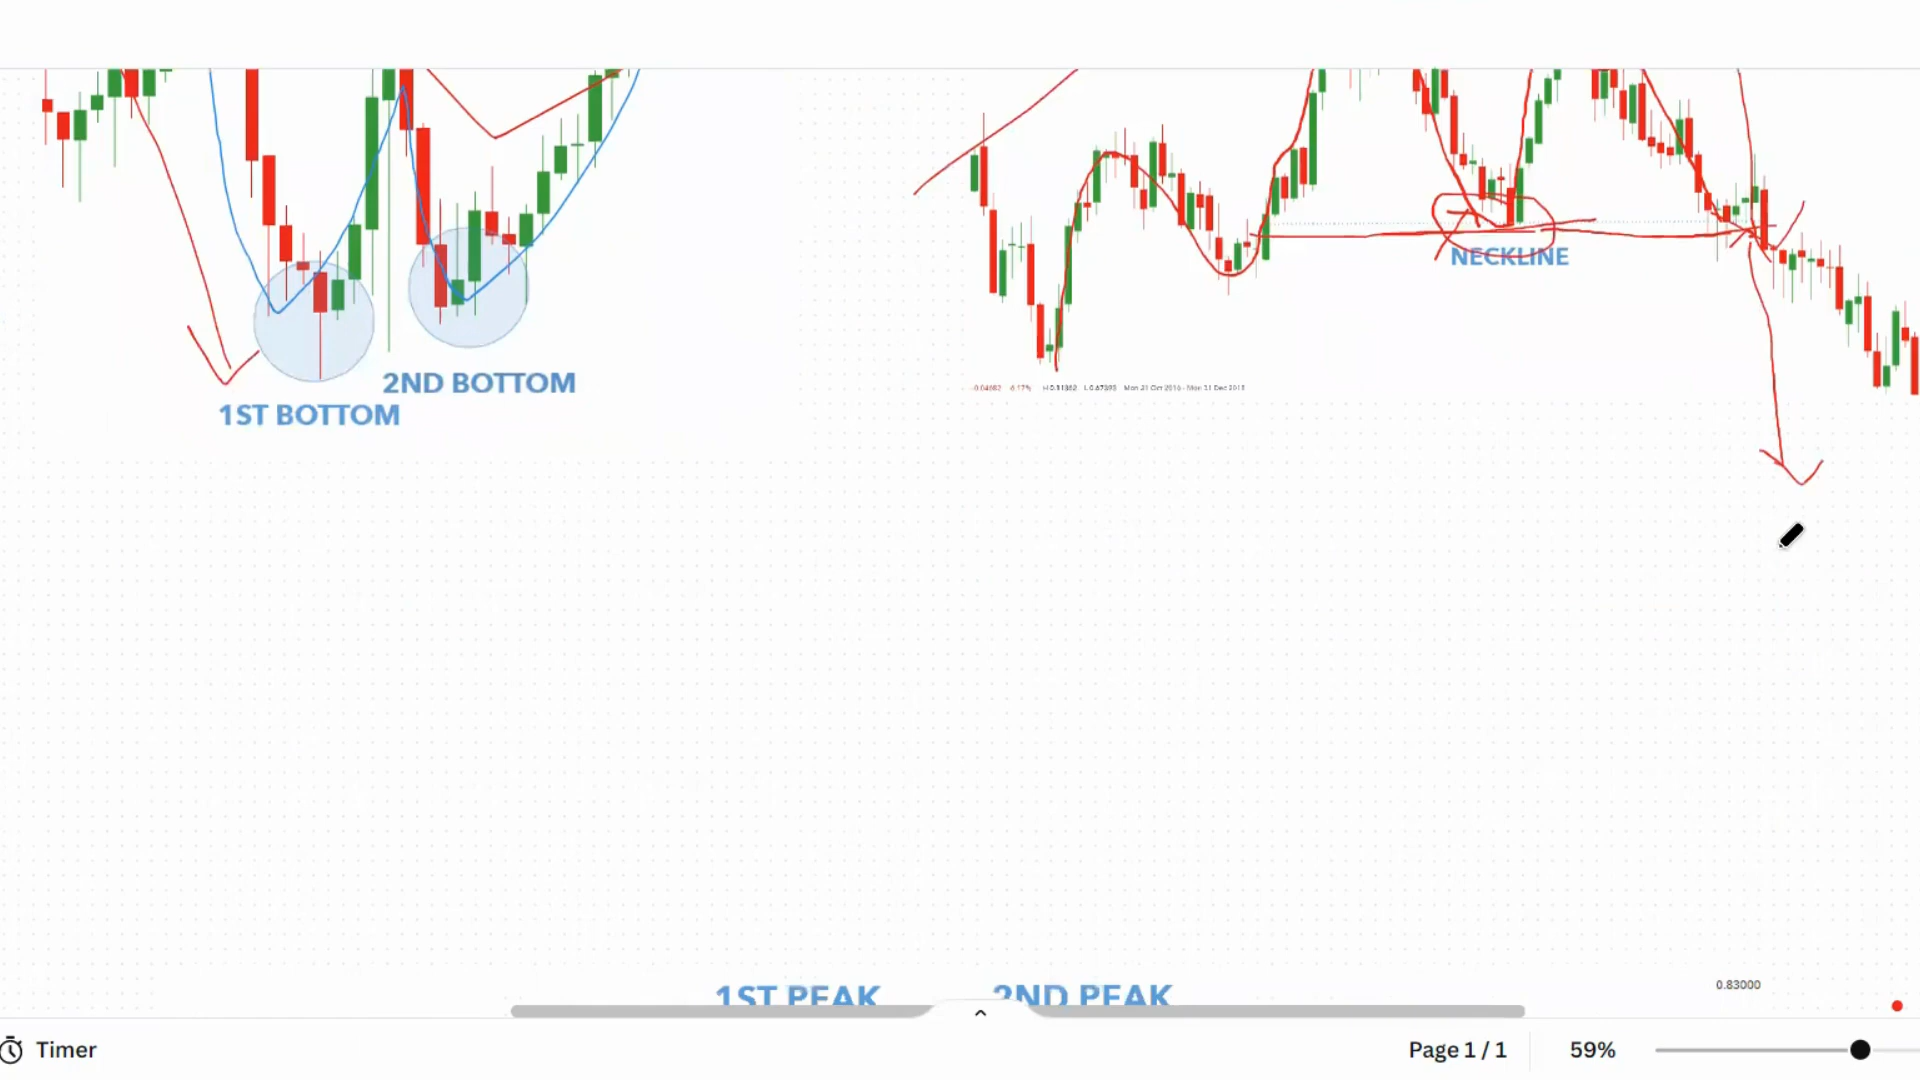 NECKLINE
2ND BOTTOM
1ST BOTTOM
1ST PEAK
2ND PEAK
0.83000
Timer
Page 1 / 1
59%